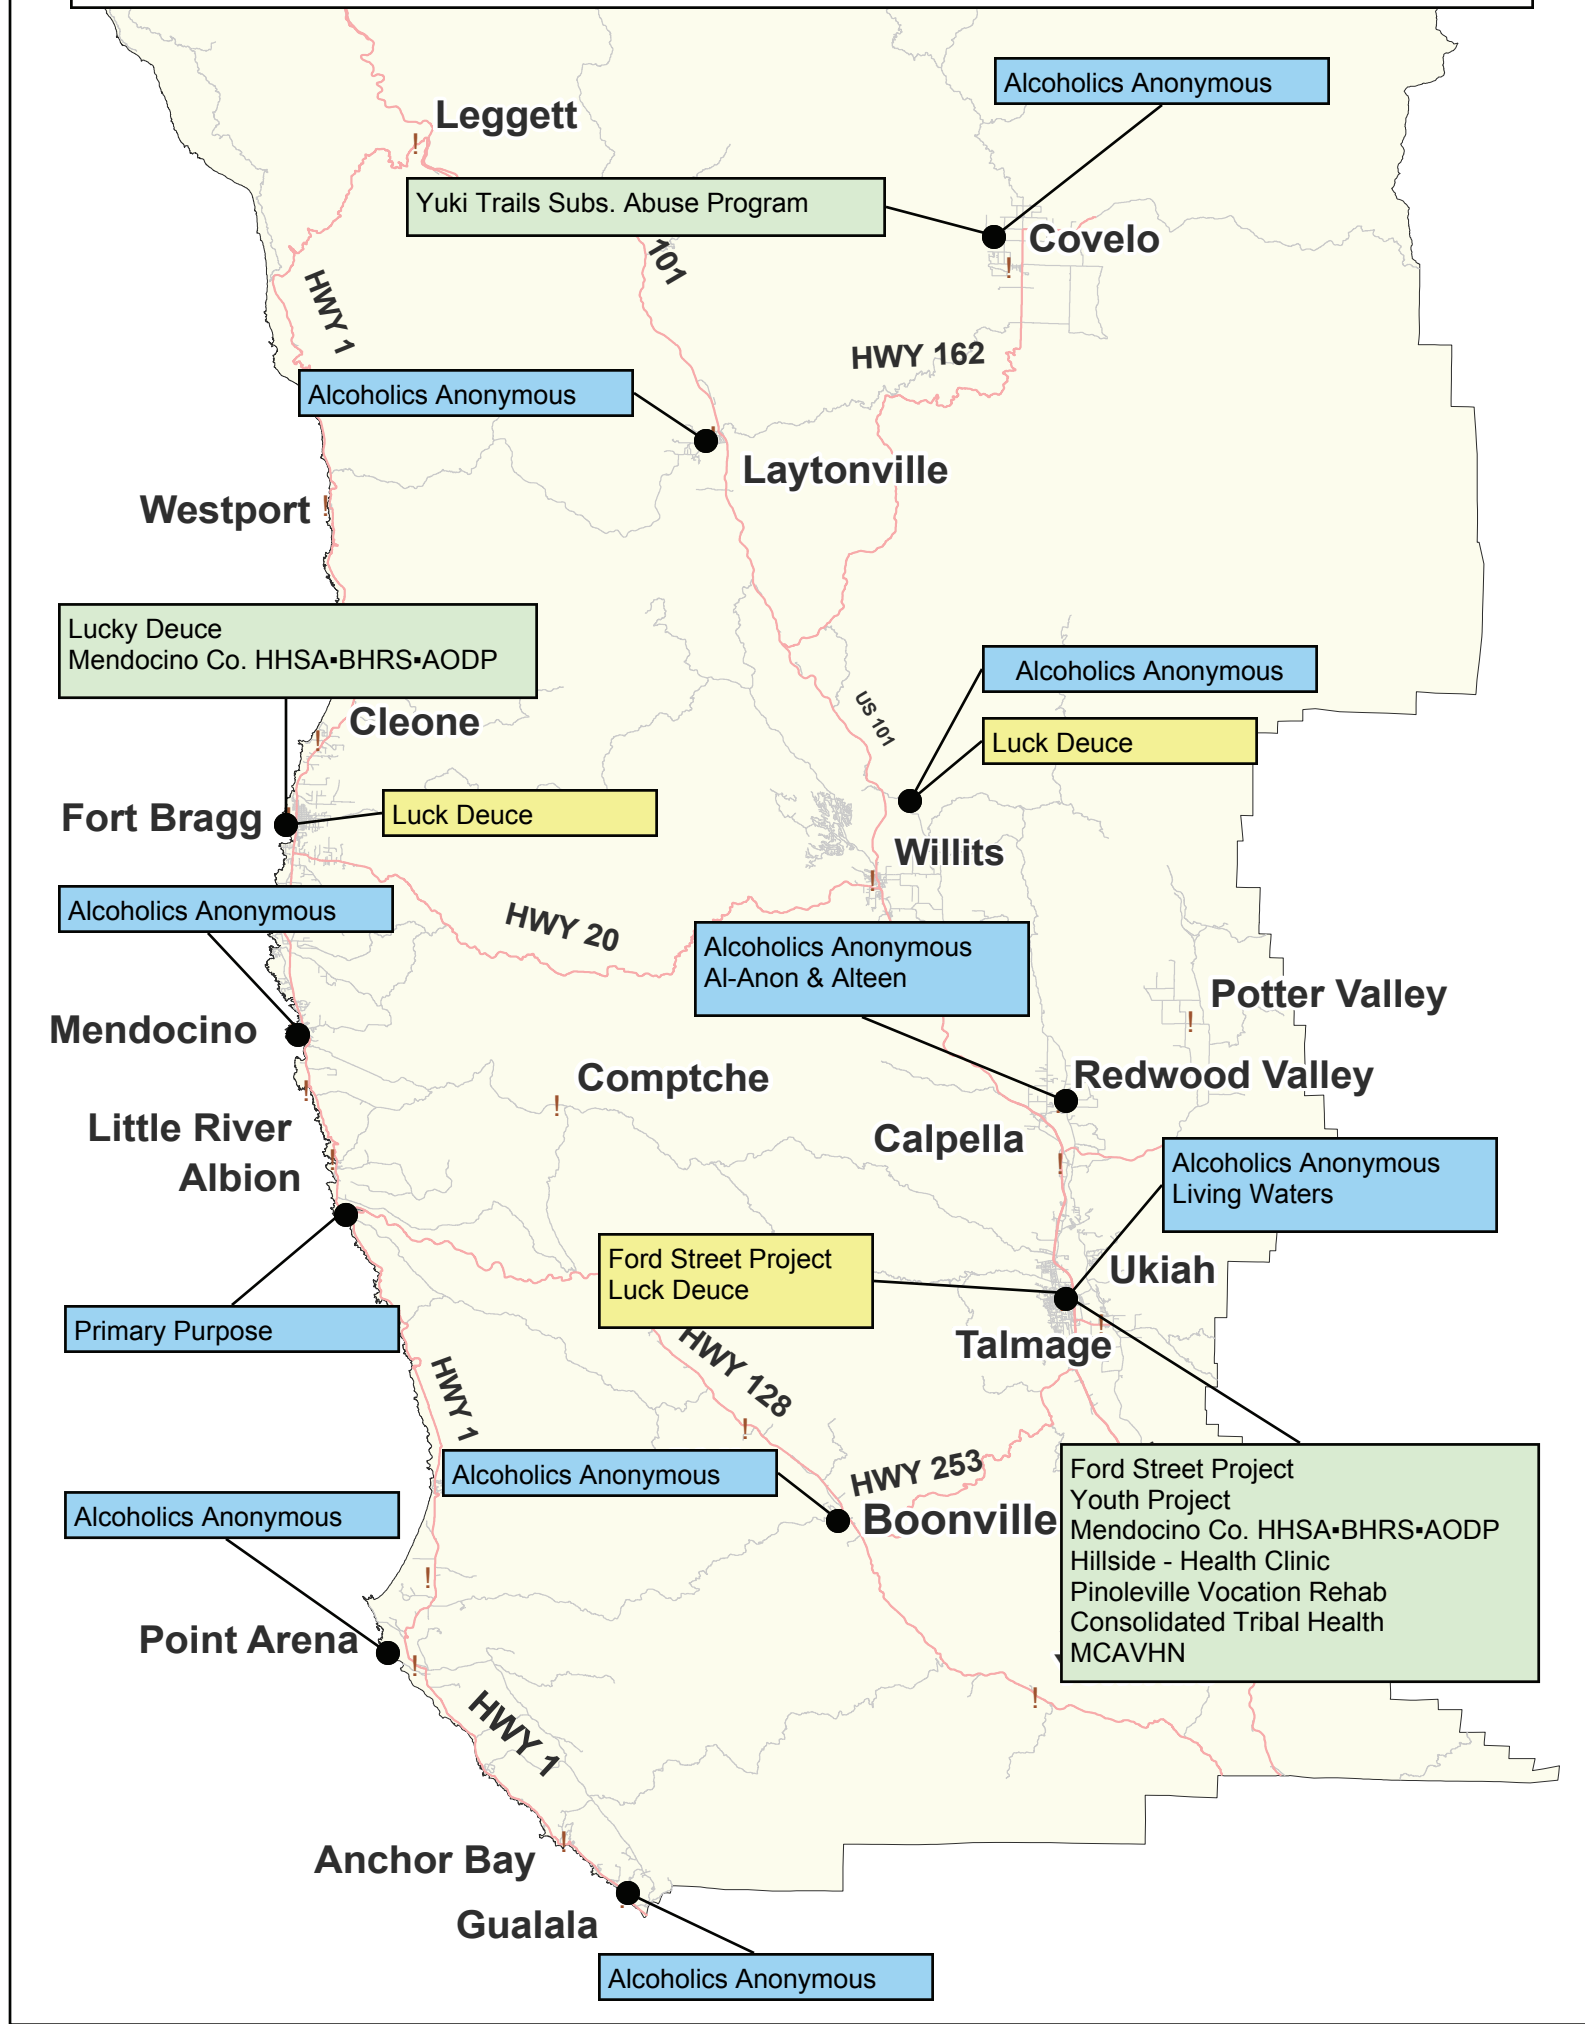 Alcoholics Anonymous
Leggett
Yuki Trails Subs. Abuse Program
Covelo
101
HWY 1
HWY 162
Alcoholics Anonymous
Laytonville
Westport
Lucky Deuce
Mendocino Co. HHSA▪BHRS▪AODP
Alcoholics Anonymous
US 101
Cleone
Luck Deuce
Fort Bragg
Luck Deuce
Willits
Alcoholics Anonymous
HWY 20
Alcoholics Anonymous
Al-Anon & Alteen
Potter Valley
Mendocino
Comptche
Redwood Valley
Little River
Calpella
Albion
Alcoholics Anonymous
Living Waters
Ford Street Project
Luck Deuce
Ukiah
Primary Purpose
Talmage
HWY 128
HWY 1
Alcoholics Anonymous
HWY 253
Alcoholics Anonymous
Boonville
Ford Street Project
Youth Project
Mendocino Co. HHSA▪BHRS▪AODP
Hillside - Health Clinic
Pinoleville Vocation Rehab
Consolidated Tribal Health
MCAVHN
Point Arena
HWY 1
Anchor Bay
Gualala
Alcoholics Anonymous